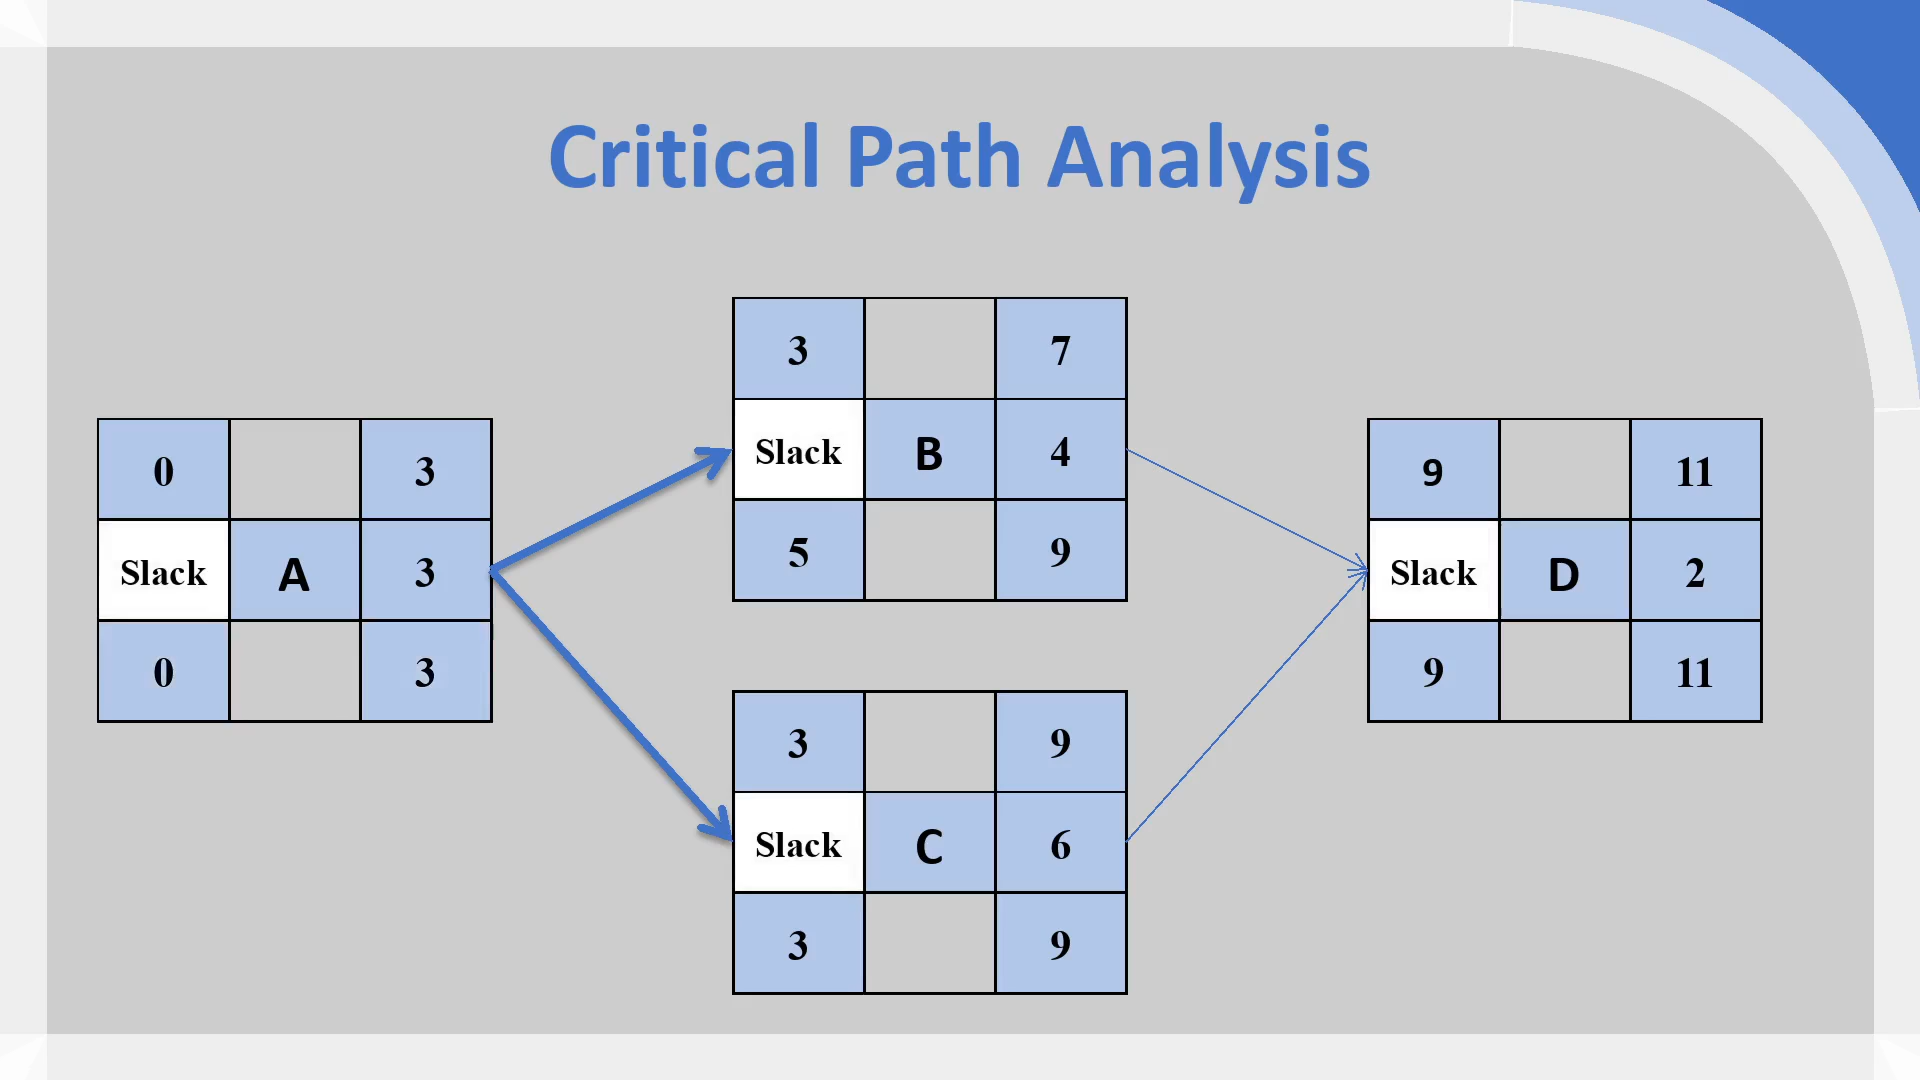 Critical Path Analysis
0 3
Slack A 3
0 3
3 7
Slack B 4
5 9
3 9
Slack C 6
3 9
9 11
Slack D 2
9 11